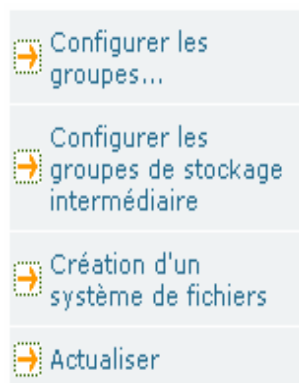 Configurer les
groupes...
Configurer les
groupes de stockage
intermédiaire
Création d'un
système de fichiers
Actualiser